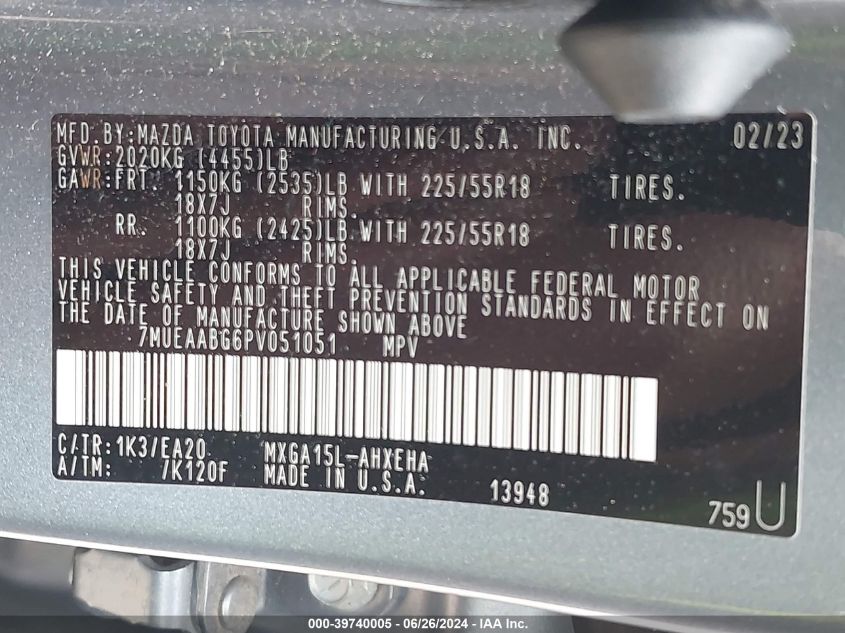 MFD. BY: MAZDA TOYOTA MANUFACTURING U.S.A. INC. 02/23
GVWR: 2020KG (4455)LB
GAWR: FRT. 1150KG (2535)LB WITH 225/55R18 TIRES.
18X7J RIMS.
RR. 1100KG (2425)LB WITH 225/55R18 TIRES.
18X7J RIMS.
THIS VEHICLE CONFORMS TO ALL APPLICABLE FEDERAL MOTOR
VEHICLE SAFETY AND THEFT PREVENTION STANDARDS IN EFFECT ON
THE DATE OF MANUFACTURE SHOWN ABOVE
7MUEAABG6PV051051 MPV
C/TR: 1K3/EA20 MXGA15L-AHXEHA
A/TM: /K120F MADE IN U.S.A. 13948
759U
000-39740005 - 06/26/2024 - IAA Inc.